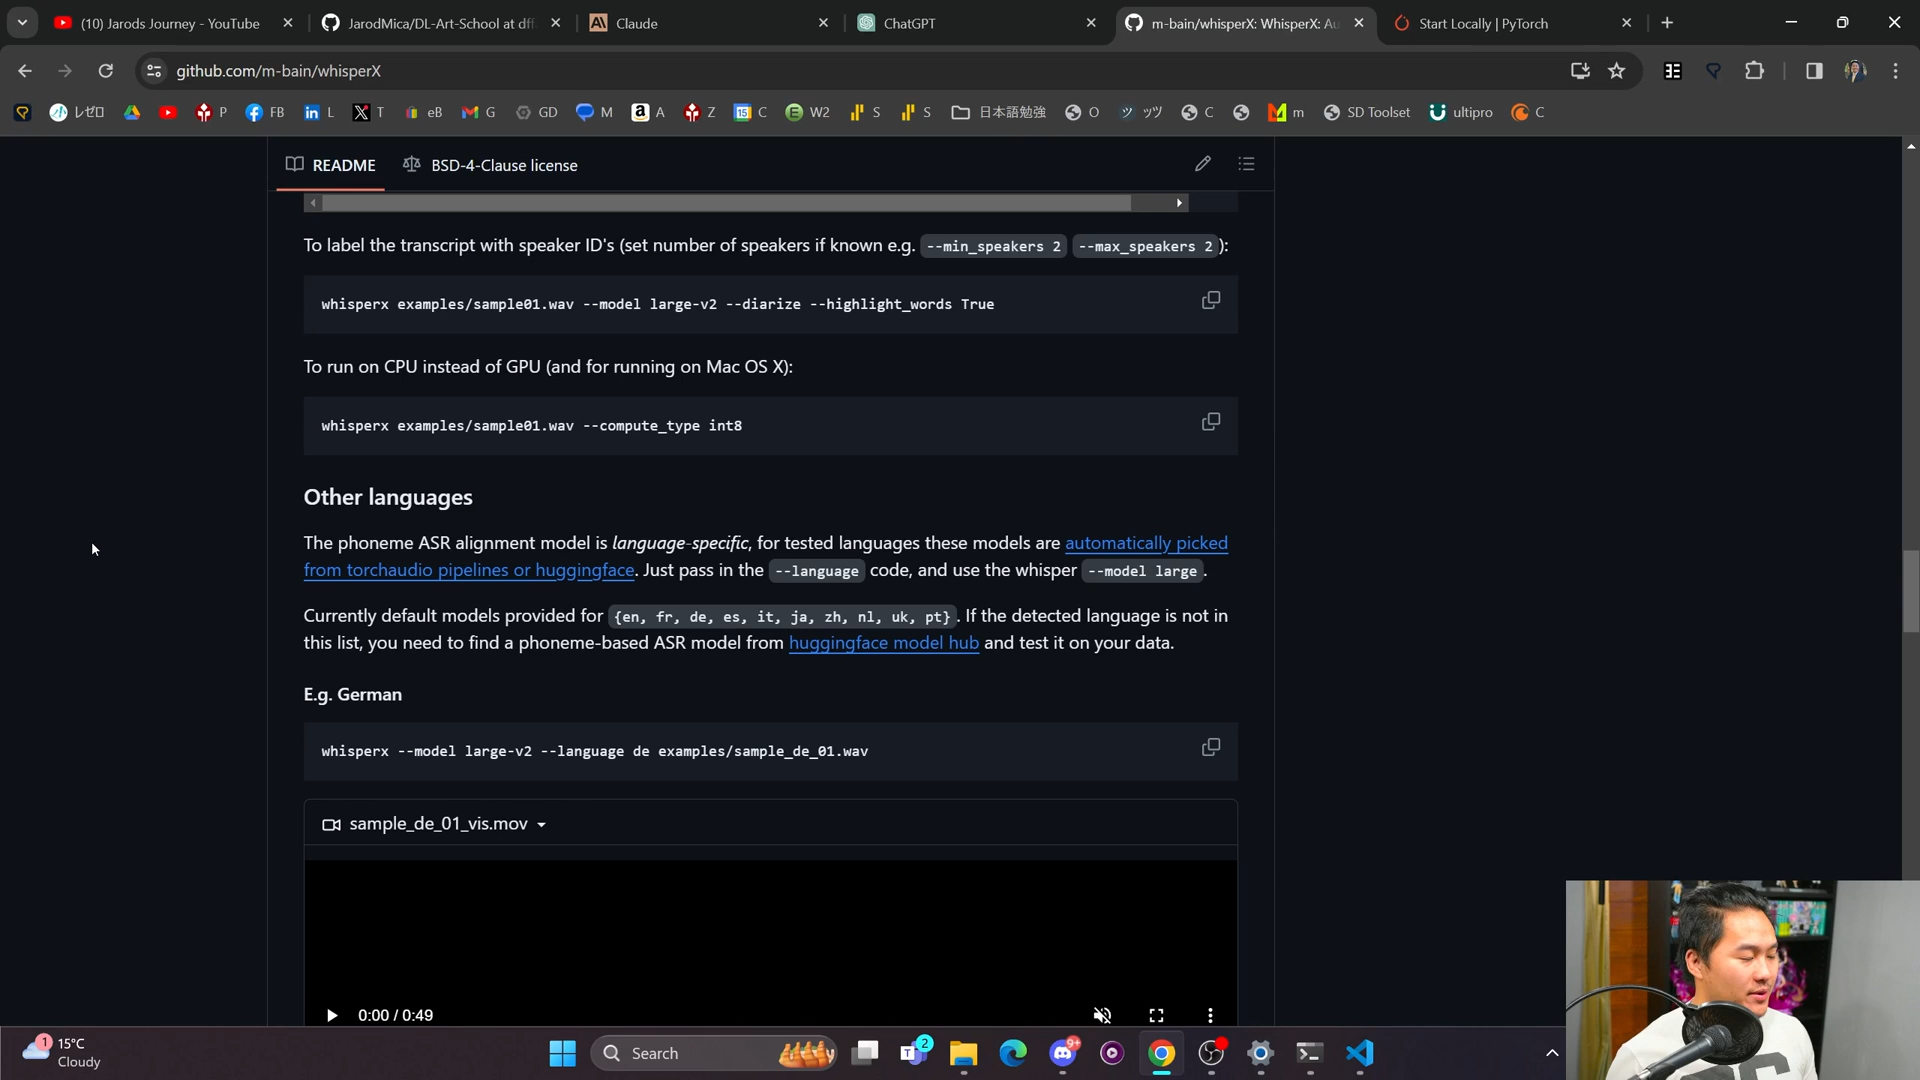 (10) Jarods Journey - YouTube
JarodMica/DL-Art-School at dff
Claude
ChatGPT
m-bain/whisperX: WhisperX: Au
Start Locally | PyTorch
github.com/m-bain/whisperX
レゼロ
P
FB
L
T
eB
G
GD
M
A
Z
C
W2
S
S
日本語勉強
O
ッツ
C
m
SD Toolset
ultipro
C
README
BSD-4-Clause license
To label the transcript with speaker ID's (set number of speakers if known e.g. --min_speakers 2 --max_speakers 2):
whisperx examples/sample01.wav --model large-v2 --diarize --highlight_words True
To run on CPU instead of GPU (and for running on Mac OS X):
whisperx examples/sample01.wav --compute_type int8
Other languages
The phoneme ASR alignment model is language-specific, for tested languages these models are automatically picked
from torchaudio pipelines or huggingface. Just pass in the --language code, and use the whisper --model large.
Currently default models provided for {en, fr, de, es, it, ja, zh, nl, uk, pt}. If the detected language is not in
this list, you need to find a phoneme-based ASR model from huggingface model hub and test it on your data.
E.g. German
whisperx --model large-v2 --language de examples/sample_de_01.wav
sample_de_01_vis.mov
0:00 / 0:49
1
15°C
Cloudy
Search
2
9+